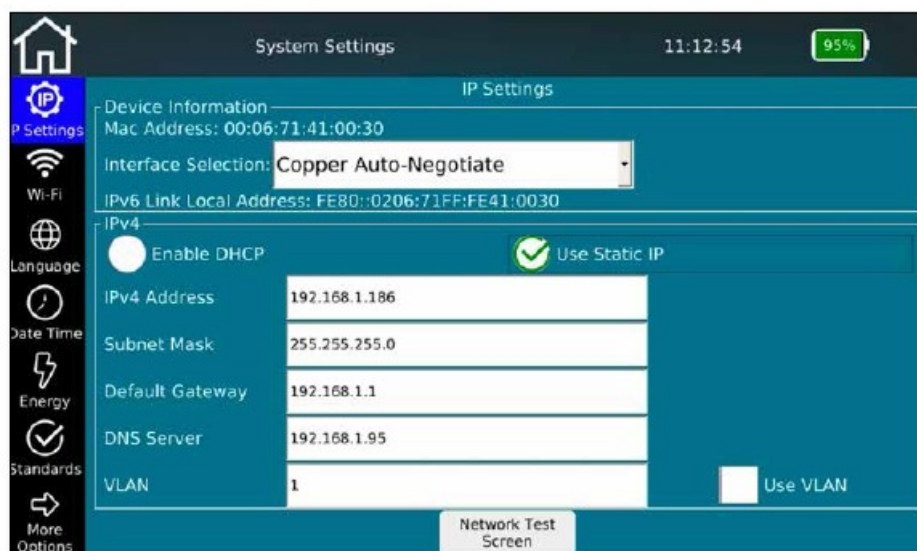 System Settings 11:12:54 95%
IP
P Settings
Wi-Fi
Language
Date Time
Energy
Standards
More
Options
IP Settings
Device Information
Mac Address: 00:06:71:41:00:30
Interface Selection: Copper Auto-Negotiate
IPv6 Link Local Address: FE80::0206:71FF:FE41:0030
IPv4
Enable DHCP Use Static IP
IPv4 Address 192.168.1.186
Subnet Mask 255.255.255.0
Default Gateway 192.168.1.1
DNS Server 192.168.1.95
VLAN 1 Use VLAN
Network Test
Screen